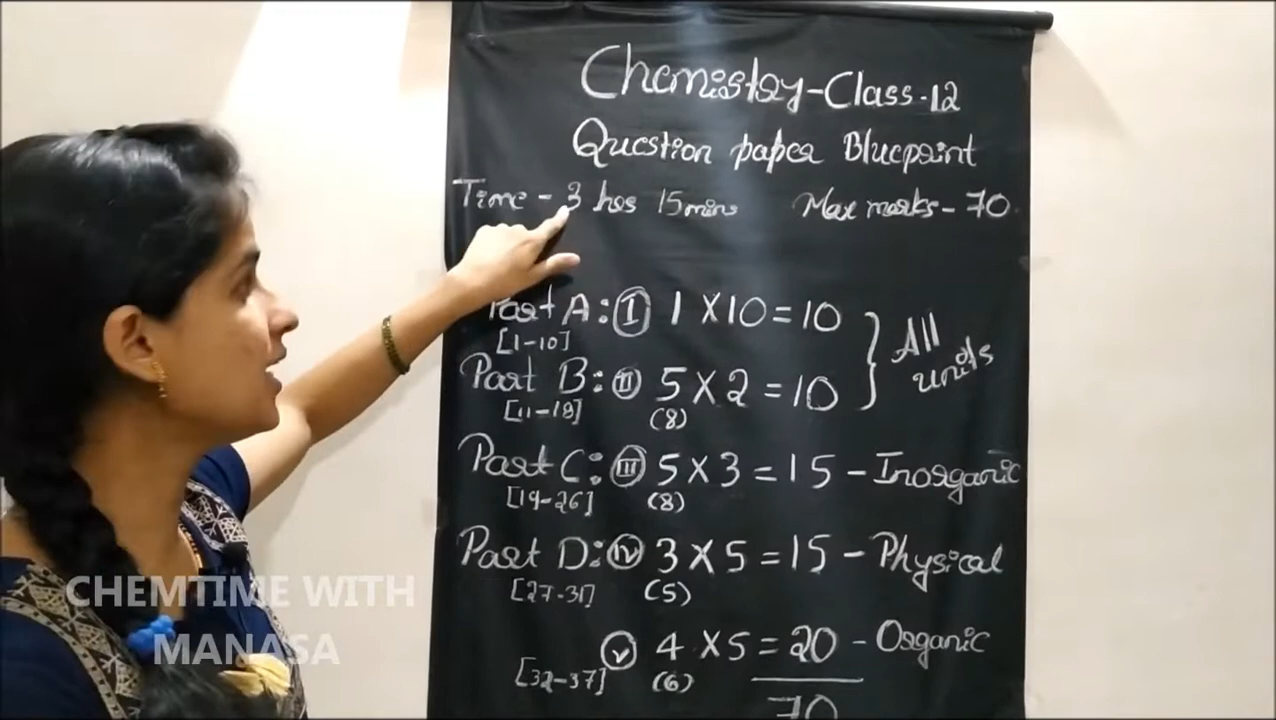 Chemistry-Class-12
Question paper Blueprint
Time - 3 hrs 15mins Max marks - 70
Part A: I 1 X 10 = 10
[1-10]
All units
Part B: II 5 X 2 = 10
[11-18] (8)
Part C: III 5 X 3 = 15 - Inorganic
[19-26] (8)
Part D: IV 3 X 5 = 15 - Physical
[27-31] (5)
V 4 X 5 = 20 - Organic
[32-37] (6)
70
CHEMTIME WITH
MANASA